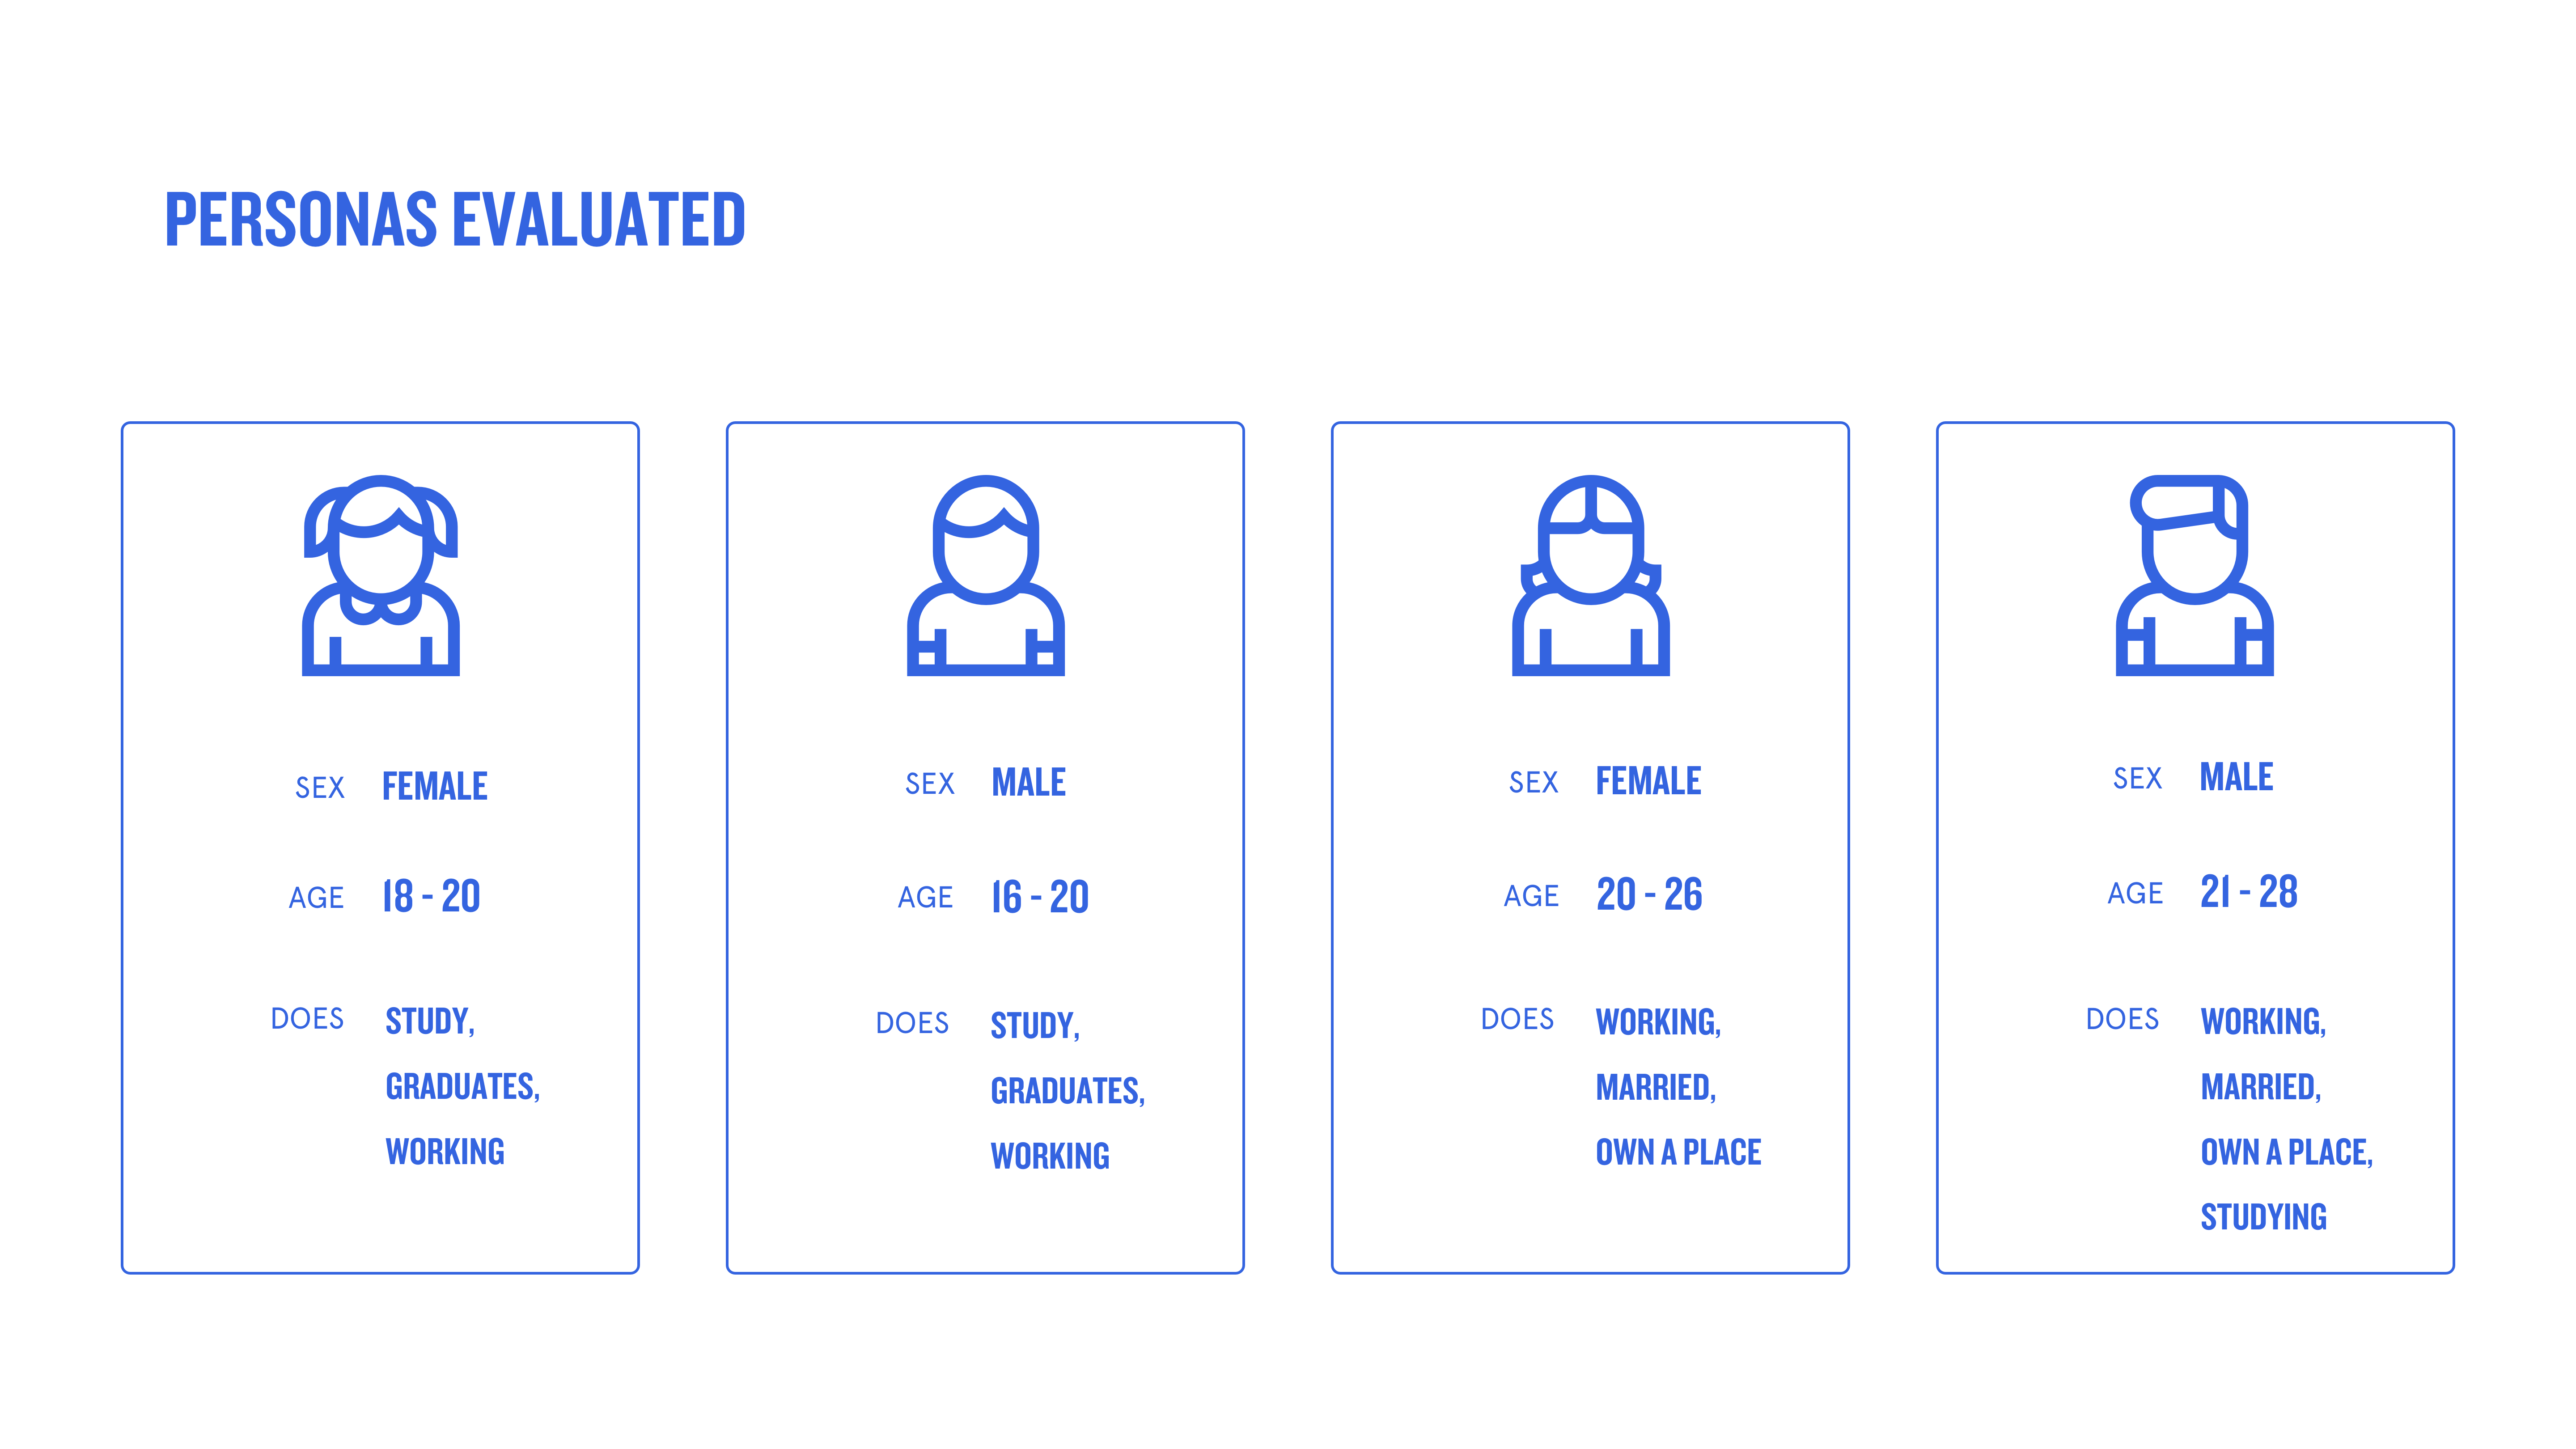 PERSONAS EVALUATED
SEX FEMALE
AGE 18 - 20
DOES STUDY,
GRADUATES,
WORKING
SEX MALE
AGE 16 - 20
DOES STUDY,
GRADUATES,
WORKING
SEX FEMALE
AGE 20 - 26
DOES WORKING,
MARRIED,
OWN A PLACE
SEX MALE
AGE 21 - 28
DOES WORKING,
MARRIED,
OWN A PLACE,
STUDYING